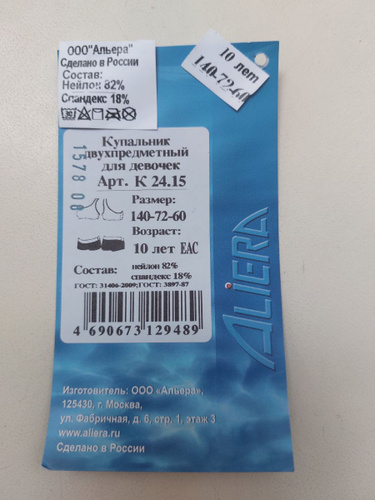 ООО"Альера"
Сделано в России
Состав:
Нейлон 82%
Спандекс 18%
10 лет
140-72-60
1578 00
Купальник
двухпредметный
для девочек
Арт. К 24.15
Размер:
140-72-60
Возраст:
10 лет ЕАС
Состав: нейлон 82%
спандекс 18%
ГОСТ: 31406-2009;ГОСТ: 3897-87
4 690673 129489
ALIERA
Изготовитель: ООО «Альера»,
125430, г. Москва,
ул. Фабричная, д. 6, стр. 1, этаж 3
www.aliera.ru
Сделано в России